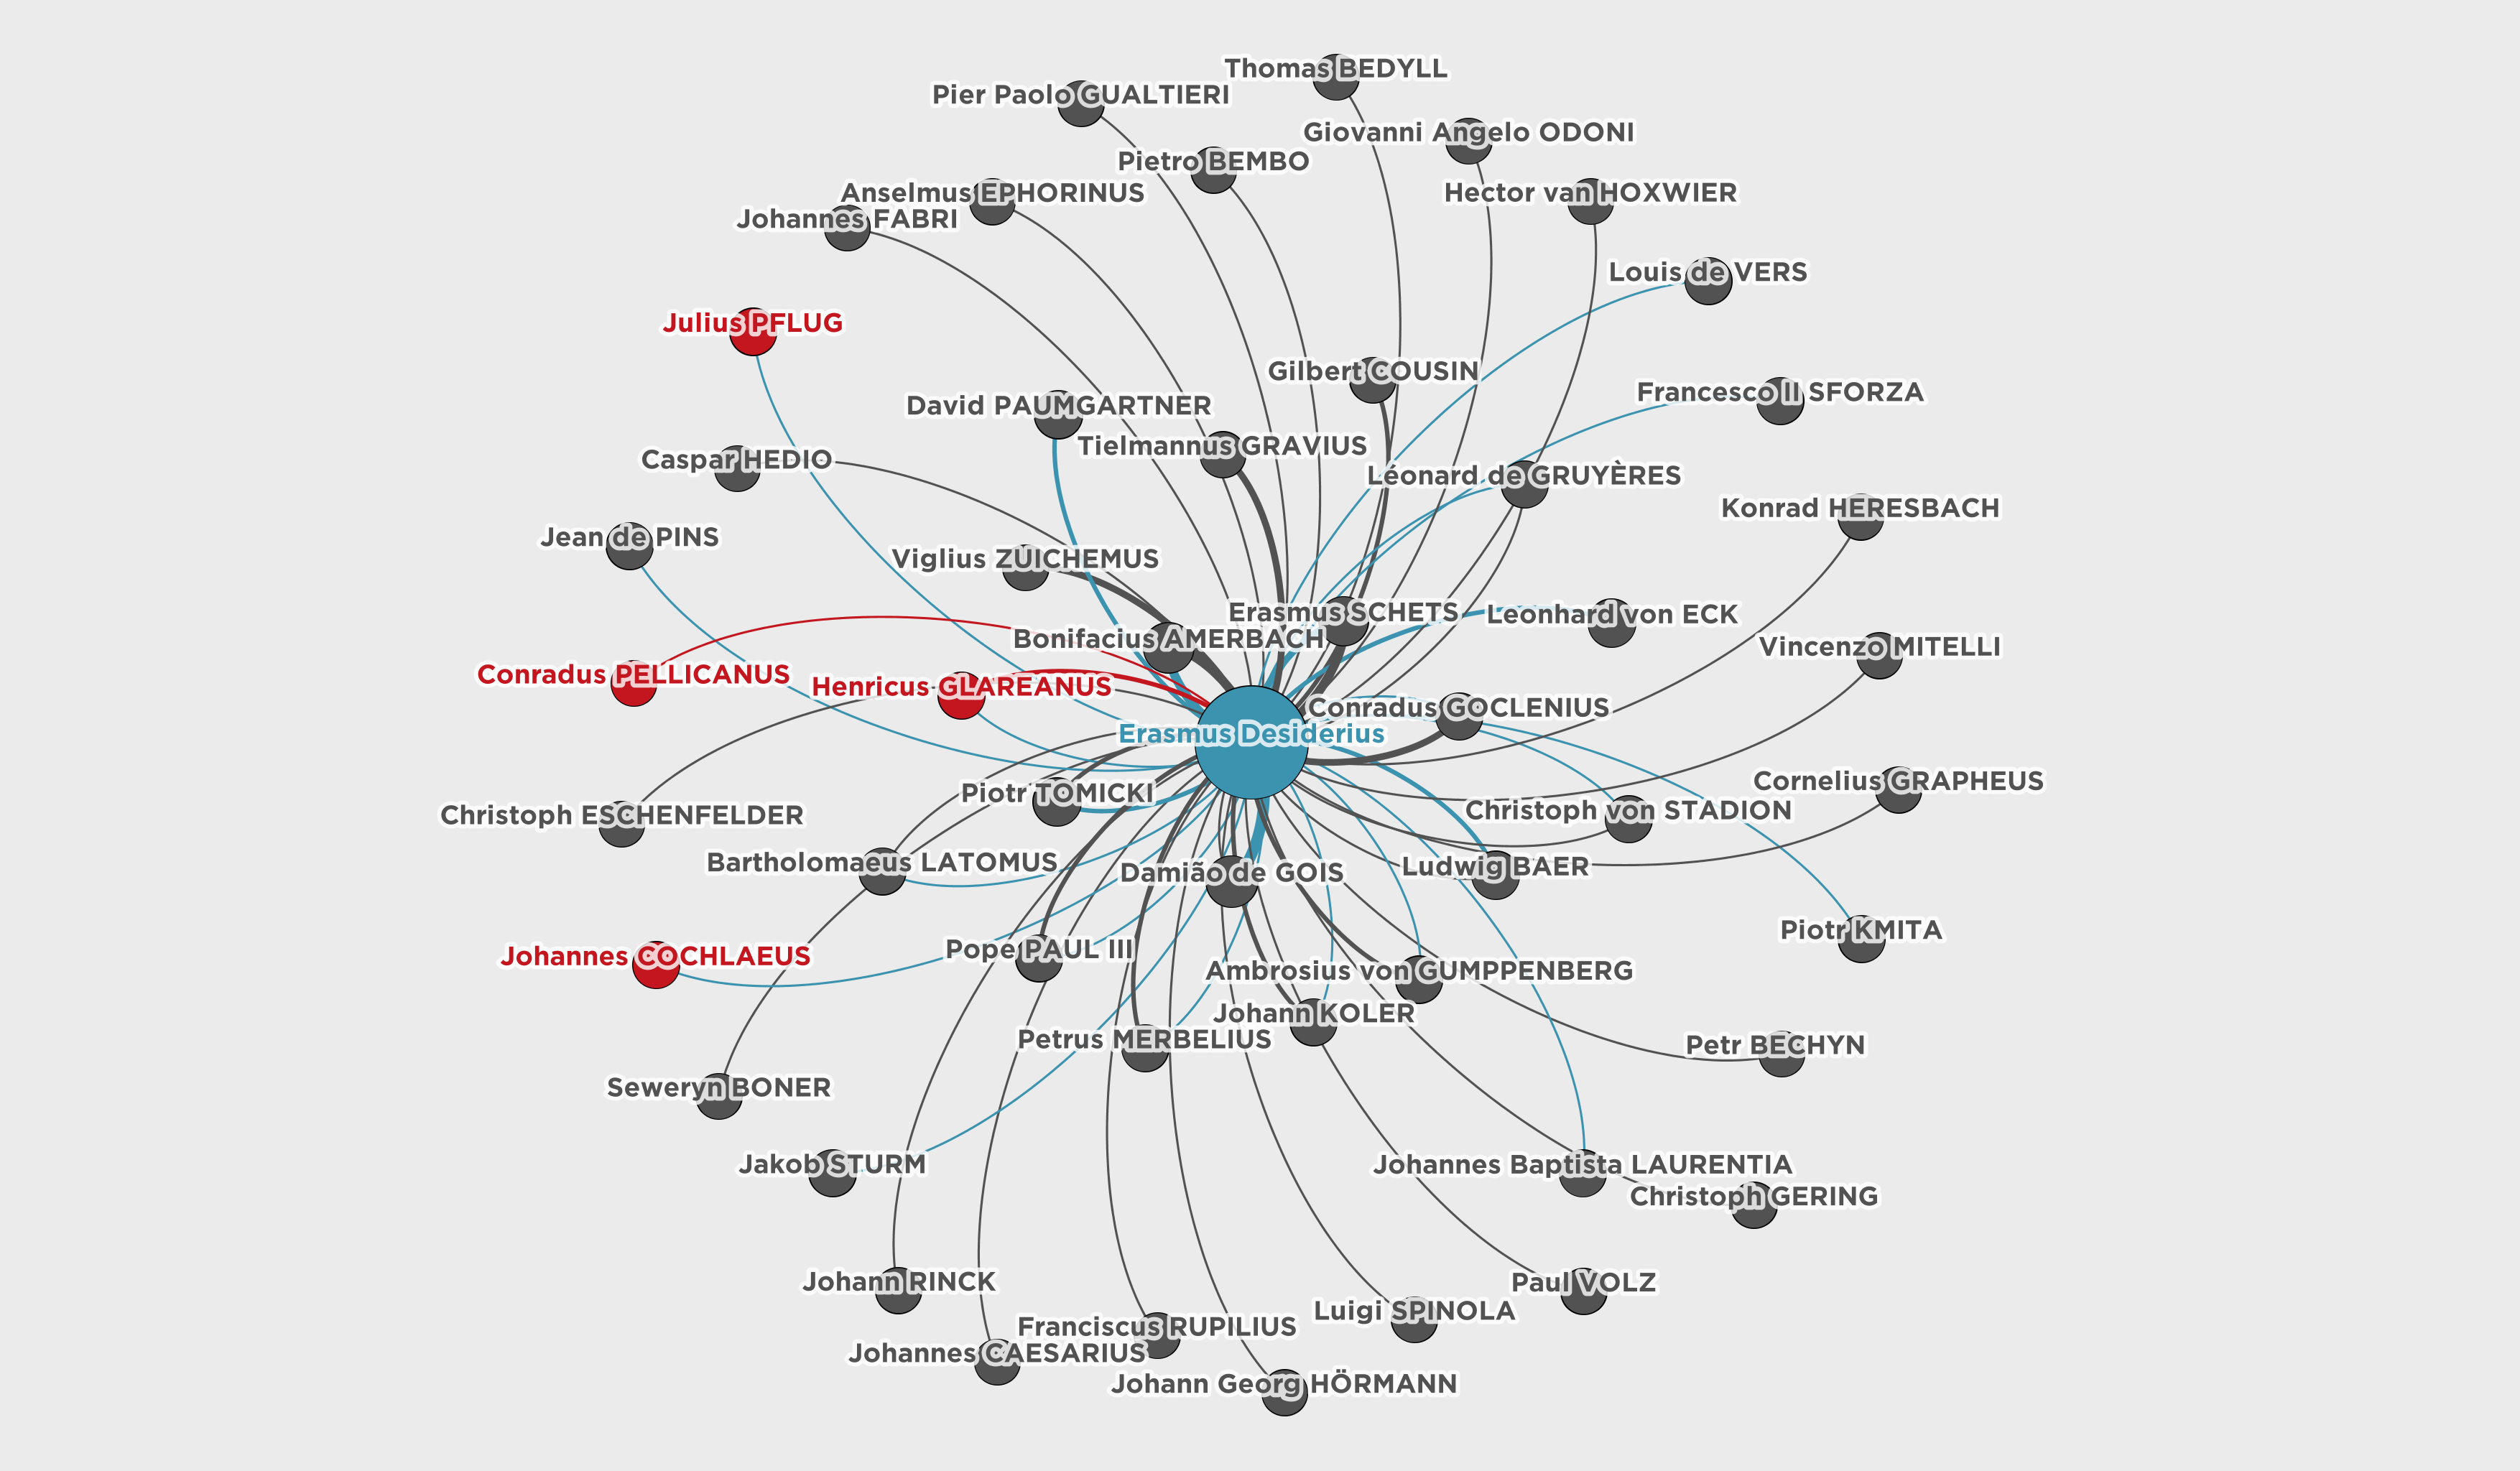 Thomas BEDYLL
Pier Paolo GUALTIERI
Giovanni Angelo ODONI
Pietro BEMBO
Anselmus EPHORINUS
Hector van HOXWIER
Johannes FABRI
Louis de VERS
Julius PFLUG
Gilbert COUSIN
Francesco II SFORZA
David PAUMGARTNER
Tielmannus GRAVIUS
Caspar HEDIO
Léonard de GRUYÈRES
Konrad HERESBACH
Jean de PINS
Viglius ZUICHEMUS
Erasmus SCHETS
Leonhard von ECK
Bonifacius AMERBACH
Vincenzo MITELLI
Conradus PELLICANUS
Henricus GLAREANUS
Conradus GOCLENIUS
Erasmus Desiderius
Cornelius GRAPHEUS
Piotr TOMICKI
Christoph von STADION
Christoph ESCHENFELDER
Bartholomaeus LATOMUS
Ludwig BAER
Damião de GOIS
Piotr KMITA
Pope PAUL III
Johannes COCHLAEUS
Ambrosius von GUMPPENBERG
Johann KOLER
Petrus MERBELIUS
Petr BECHYN
Seweryn BONER
Jakob STURM
Johannes Baptista LAURENTIA
Christoph GERING
Johann RINCK
Paul VOLZ
Luigi SPINOLA
Franciscus RUPILIUS
Johannes CAESARIUS
Johann Georg HÖRMANN